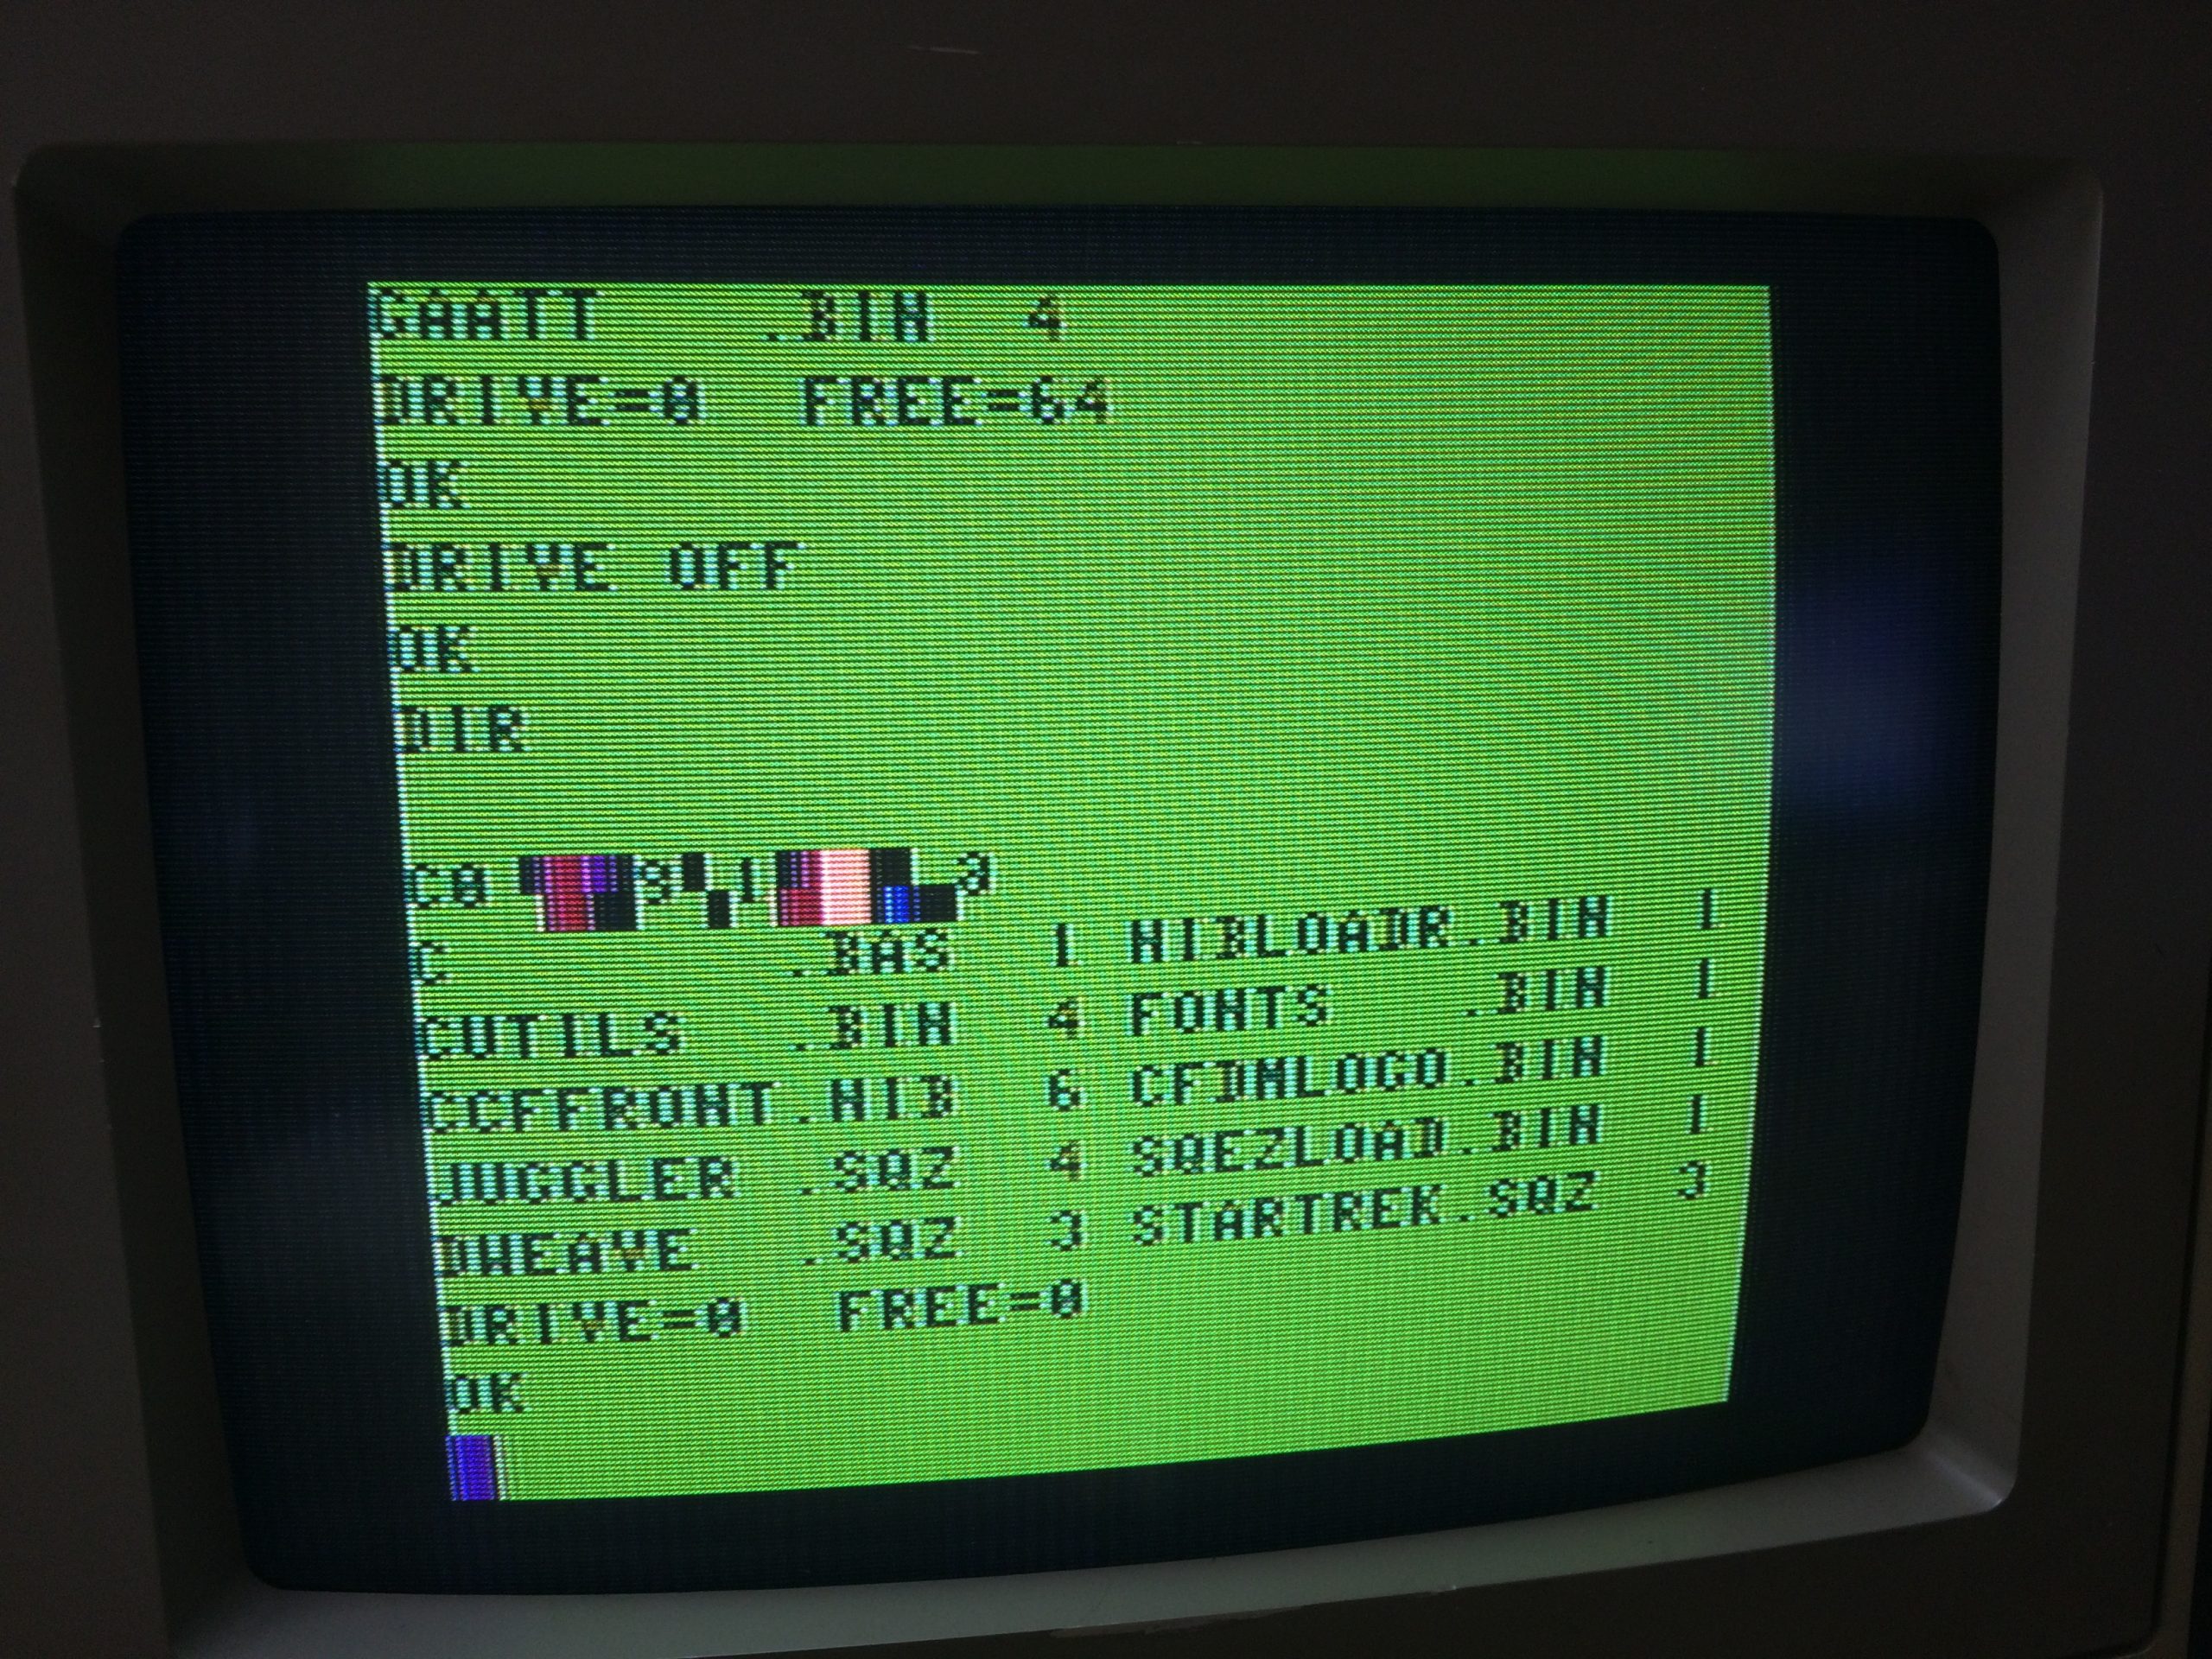 GAATT    .BIN  4
DRIVE=0  FREE=64
OK
DRIVE OFF
OK
DIR
C      .BAS  1 NIBLOADR.BIN  1
CUTILS  .BIN  4 FONTS   .BIN  1
CCFFRONT.NIB  6 CFDMLOGO.BIN  1
JUGGLER .SQZ  4 SQEZLOAD.BIN  1
DWEAVE  .SQZ  3 STARTREK.SQZ  3
DRIVE=0  FREE=0
OK